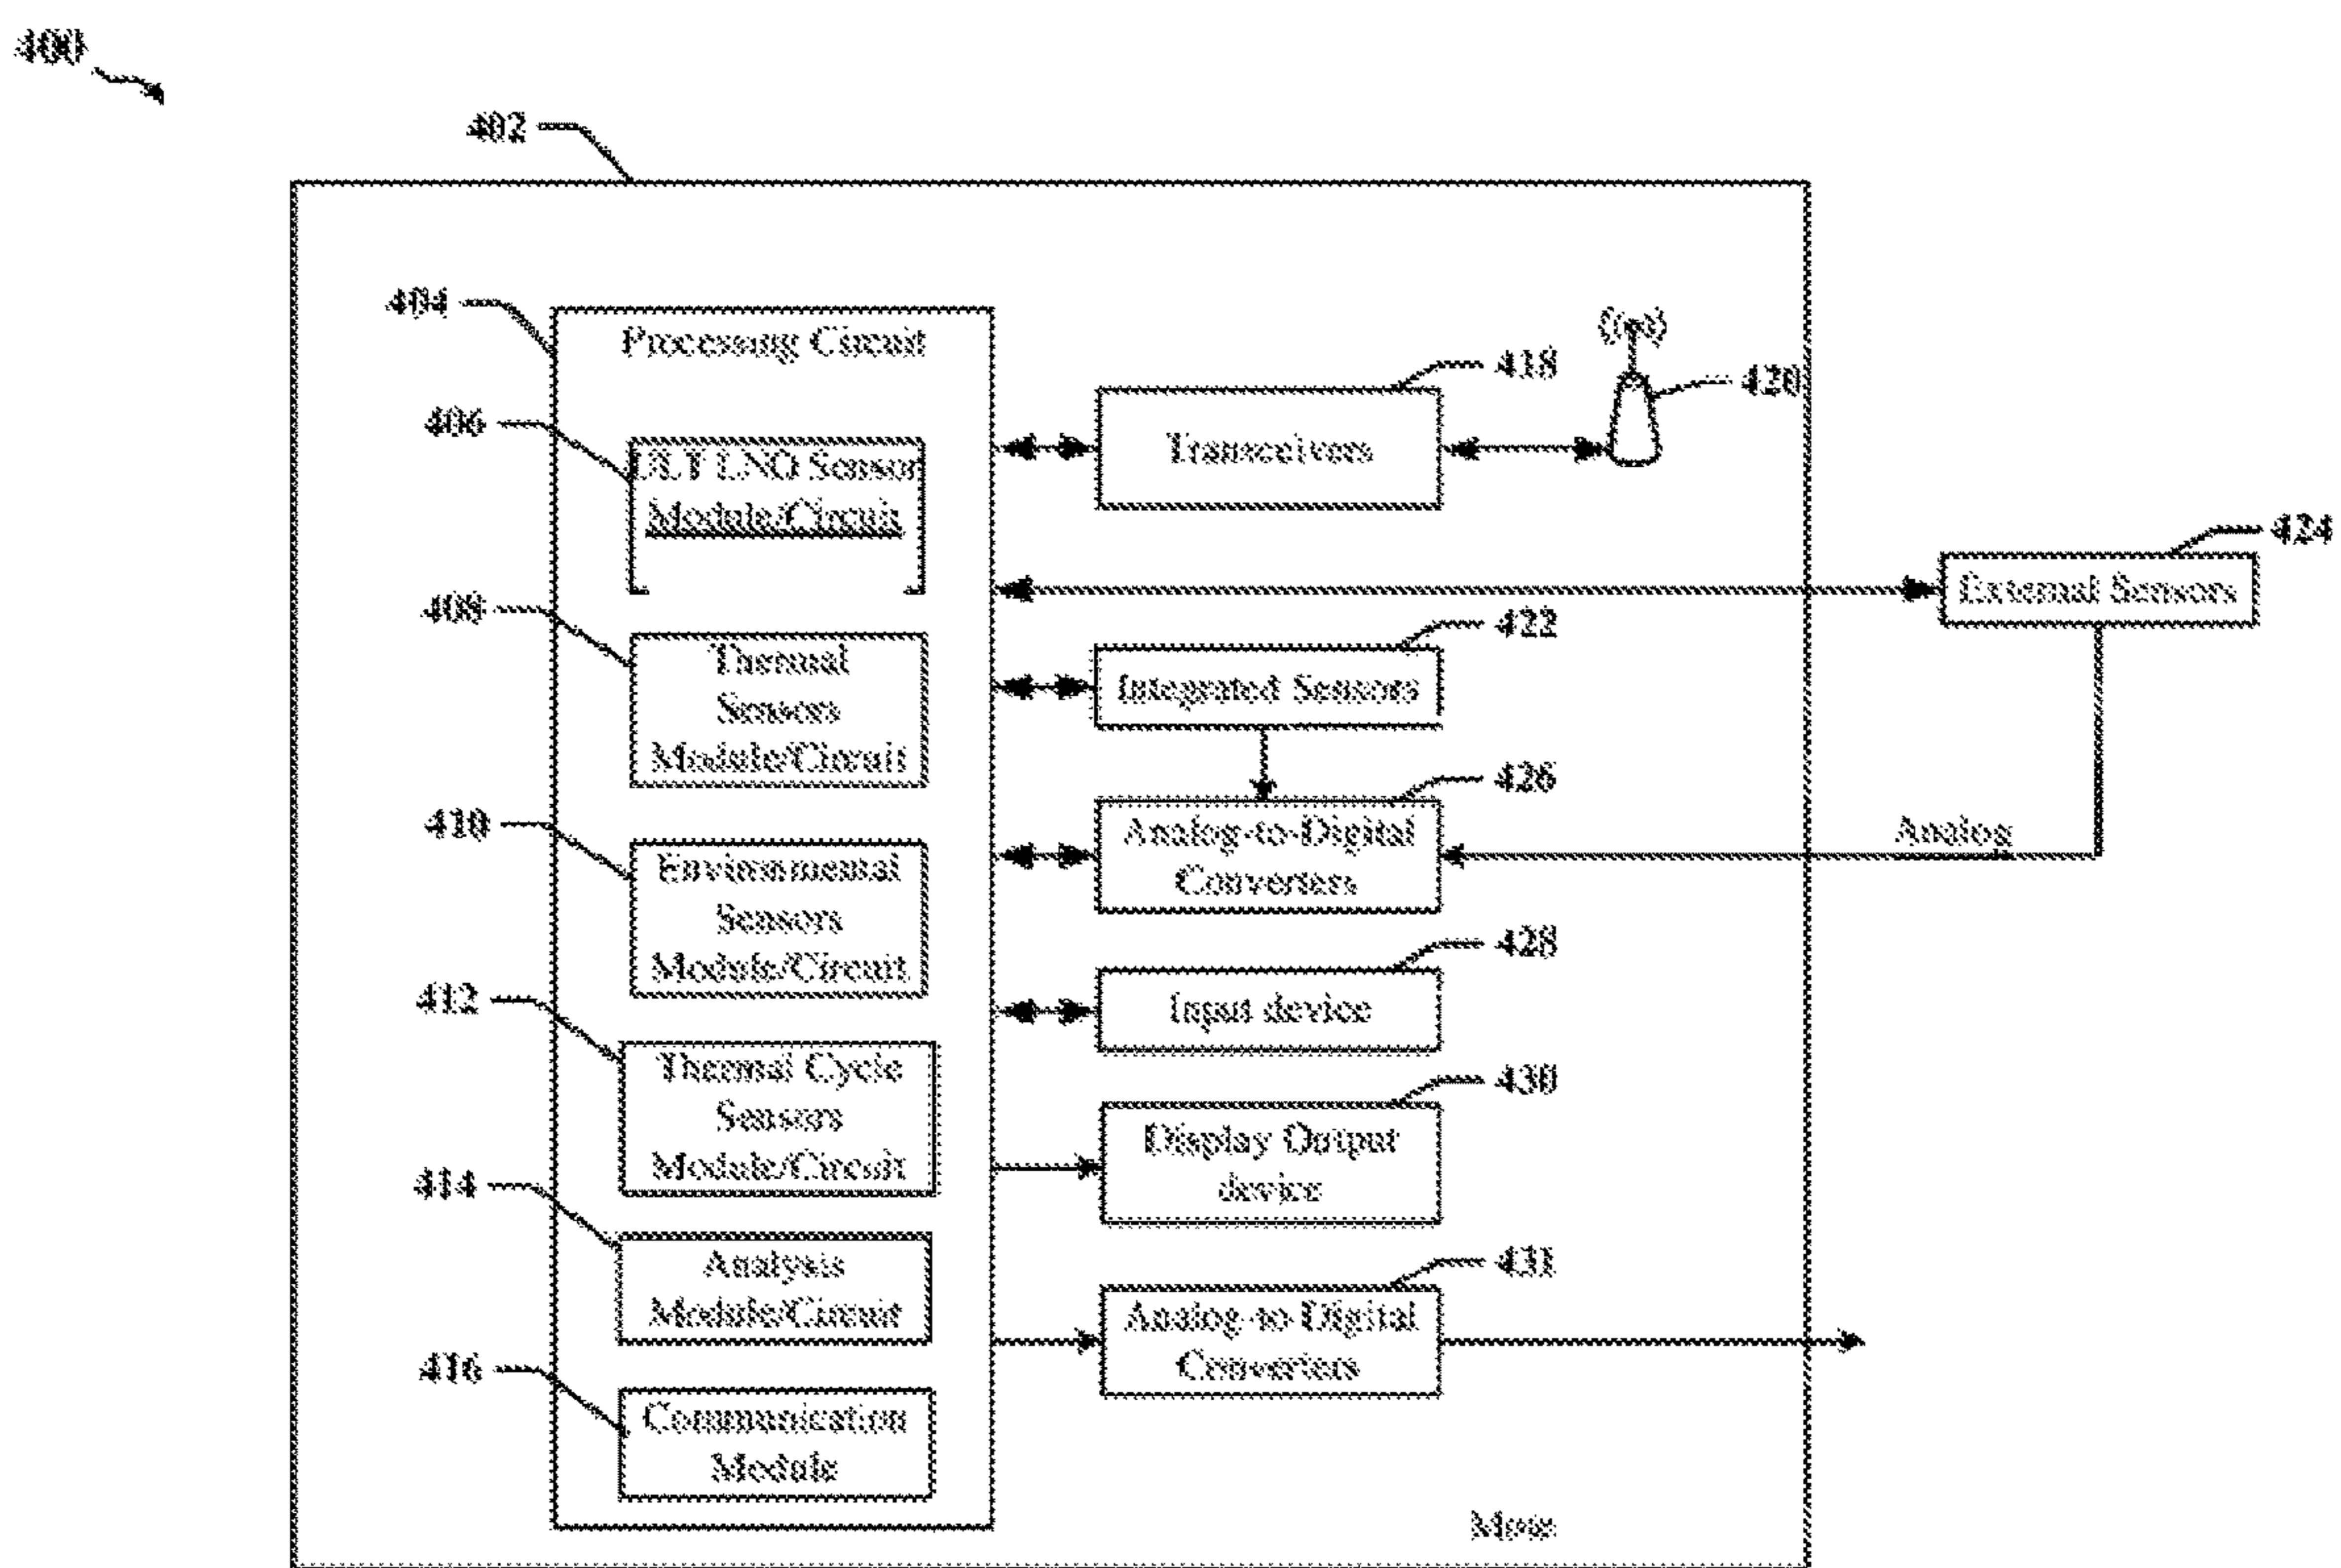 400
402
404
Processing Circuit
406
ULT LNO Sensor
Module/Circuit
408
Thermal
Sensors
Module/Circuit
410
Environmental
Sensors
Module/Circuit
412
Thermal Cycle
Sensors
Module/Circuit
414
Analysis
Module/Circuit
416
Communication
Module
418
Transceivers
420
424
External Sensors
422
Integrated Sensors
426
Analog-to-Digital
Converters
Analog
428
Input device
430
Display Output
device
431
Analog-to-Digital
Converters